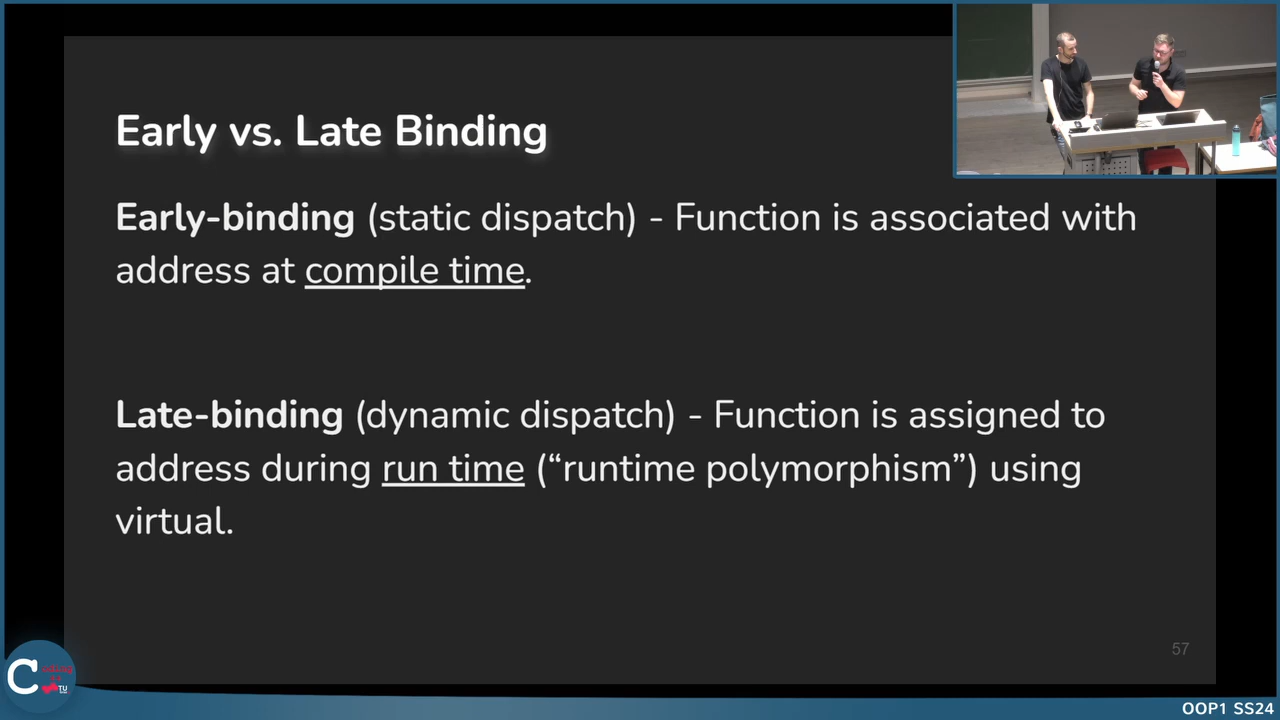 Early vs. Late Binding
Early-binding (static dispatch) - Function is associated with
address at compile time.
Late-binding (dynamic dispatch) - Function is assigned to
address during run time (“runtime polymorphism”) using
virtual.
57
C
TU
OOP1 SS24